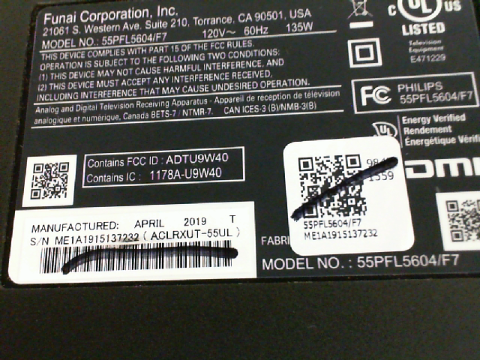 Funai Corporation, Inc.
21061 S. Western Ave. Suite 210, Torrance, CA 90501, USA
MODEL NO.: 55PFL5604/F7 120V~ 60Hz 135W
THIS DEVICE COMPLIES WITH PART 15 OF THE FCC RULES.
OPERATION IS SUBJECT TO THE FOLLOWING TWO CONDITIONS:
(1) THIS DEVICE MAY NOT CAUSE HARMFUL INTERFERENCE, AND
(2) THIS DEVICE MUST ACCEPT ANY INTERFERENCE RECEIVED,
INCLUDING INTERFERENCE THAT MAY CAUSE UNDESIRED OPERATION.
Analog and Digital Television Receiving Apparatus - Appareil de réception de télévision
analogique et numérique, Canada BETS-7 / NTMR-7. CAN ICES-3 (B)/NMB-3(B)
C UL US
LISTED
Television
Equipment
E471229
FC PHILIPS
55PFL5604/F7
UL Energy Verified
Rendement
Énergétique Vérifié
Contains FCC ID : ADTU9W40
Contains IC : 1178A-U9W40
MANUFACTURED: APRIL 2019 T
S/N ME1A1915137232 ( ACLRXUT-55UL )
55PFL5604/F7
ME1A1915137232
MODEL NO. : 55PFL5604/F7